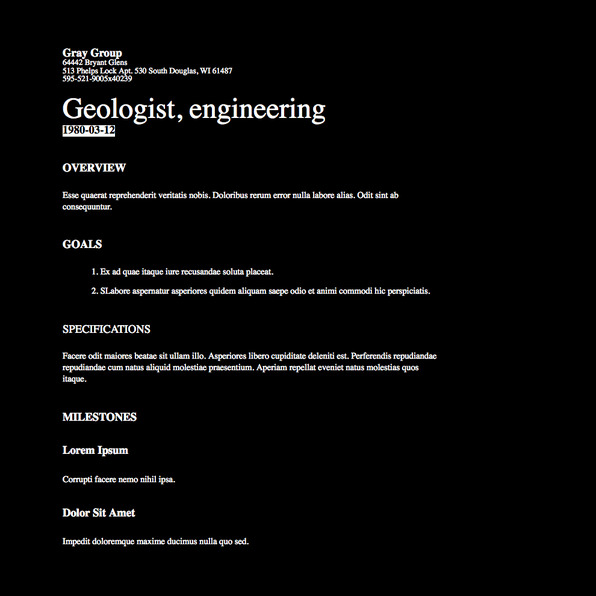 Gray Group
64442 Bryant Glens
513 Phelps Lock Apt. 530 South Douglas, WI 61487
595-521-9005x40239
Geologist, engineering
1980-03-12
OVERVIEW
Esse quaerat reprehenderit veritatis nobis. Doloribus rerum error nulla labore alias. Odit sint ab
consequuntur.
GOALS
1. Ex ad quae itaque iure recusandae soluta placeat.
2. SLabore aspernatur asperiores quidem aliquam saepe odio et animi commodi hic perspiciatis.
SPECIFICATIONS
Facere odit maiores beatae sit ullam illo. Asperiores libero cupiditate deleniti est. Perferendis repudiandae
repudiandae cum natus aliquid molestiae praesentium. Aperiam repellat eveniet natus molestias quos
itaque.
MILESTONES
Lorem Ipsum
Corrupti facere nemo nihil ipsa.
Dolor Sit Amet
Impedit doloremque maxime ducimus nulla quo sed.